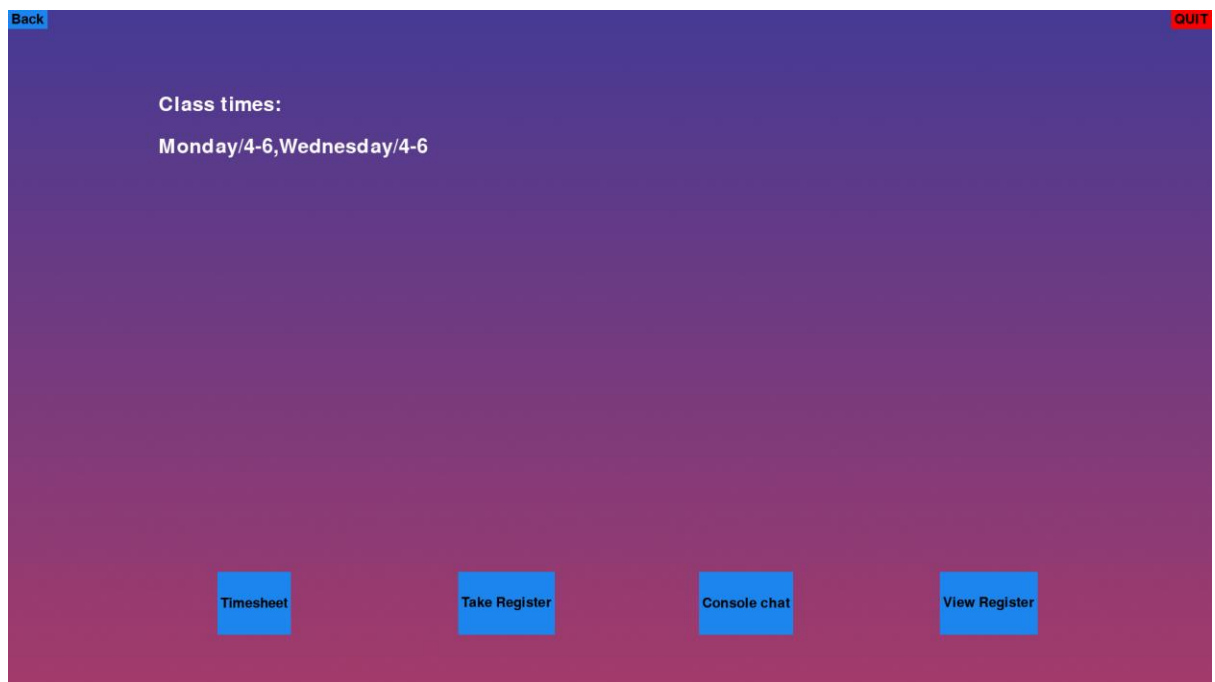 Back
QUIT
Class times:
Monday/4-6,Wednesday/4-6
Timesheet
Take Register
Console chat
View Register